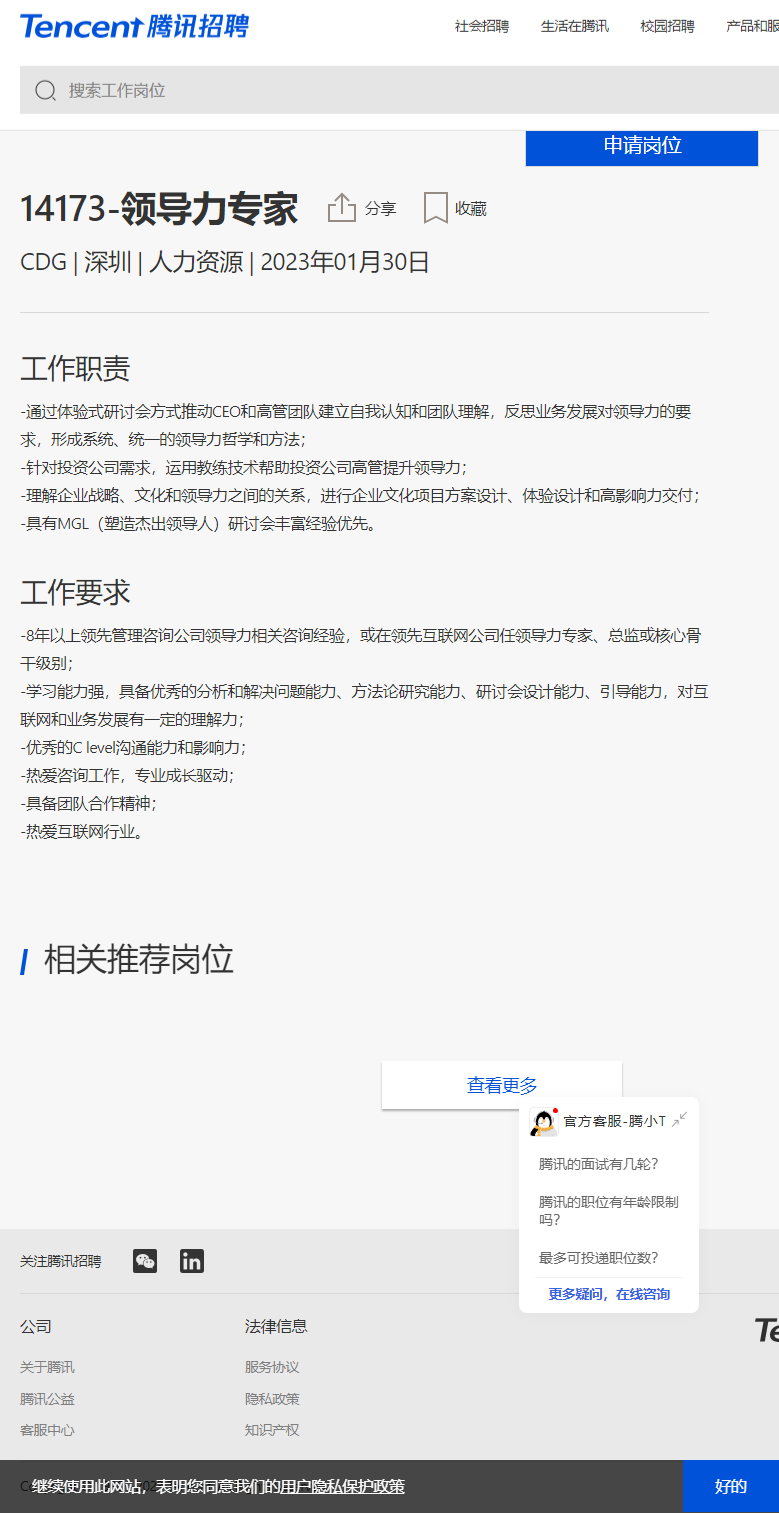 Tencent 腾讯招聘
社会招聘 生活在腾讯 校园招聘 产品和服
搜索工作岗位
申请岗位
14173-领导力专家 分享 收藏
CDG | 深圳 | 人力资源 | 2023年01月30日
工作职责
-通过体验式研讨会方式推动CEO和高管团队建立自我认知和团队理解，反思业务发展对领导力的要
求，形成系统、统一的领导力哲学和方法；
-针对投资公司需求，运用教练技术帮助投资公司高管提升领导力；
-理解企业战略、文化和领导力之间的关系，进行企业文化项目方案设计、体验设计和高影响力交付；
-具有MGL（塑造杰出领导人）研讨会丰富经验优先。
工作要求
-8年以上领先管理咨询公司领导力相关咨询经验，或在领先互联网公司任领导力专家、总监或核心骨
干级别；
-学习能力强，具备优秀的分析和解决问题能力、方法论研究能力、研讨会设计能力、引导能力，对互
联网和业务发展有一定的理解力；
-优秀的C level沟通能力和影响力；
-热爱咨询工作，专业成长驱动；
-具备团队合作精神；
-热爱互联网行业。
相关推荐岗位
查看更多
官方客服-腾小T
腾讯的面试有几轮？
腾讯的职位有年龄限制
吗？
最多可投递职位数？
更多疑问，在线咨询
关注腾讯招聘
in
公司 法律信息
Te
关于腾讯 服务协议
腾讯公益 隐私政策
客服中心 知识产权
继续使用此网站，表明您同意我们的用户隐私保护政策
好的